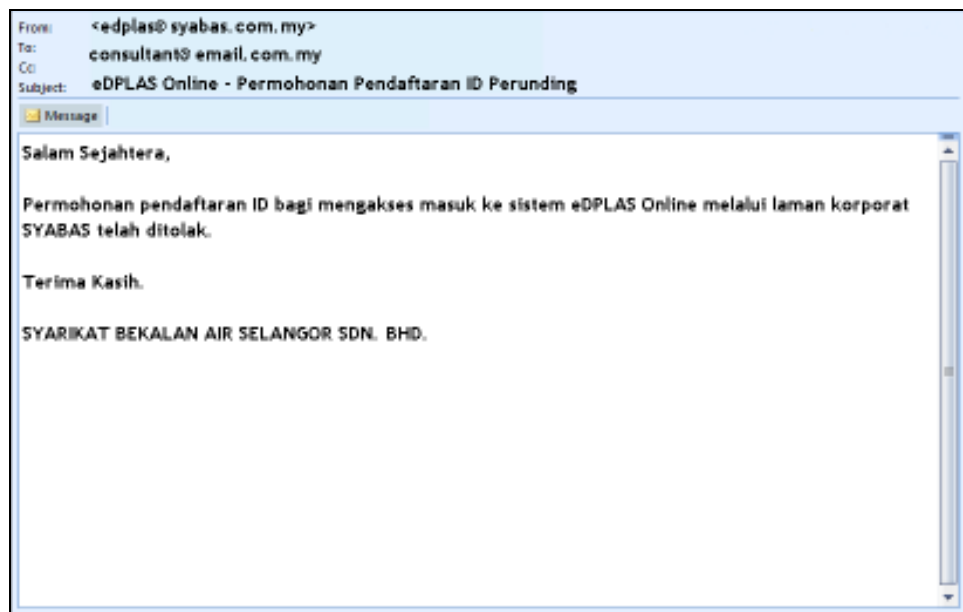 From: <edplas@syabas.com.my>
To: consultant@email.com.my
Cc:
Subject: eDPLAS Online - Permohonan Pendaftaran ID Perunding
Message
Salam Sejahtera,
Permohonan pendaftaran ID bagi mengakses masuk ke sistem eDPLAS Online melalui laman korporat
SYABAS telah ditolak.
Terima Kasih.
SYARIKAT BEKALAN AIR SELANGOR SDN. BHD.